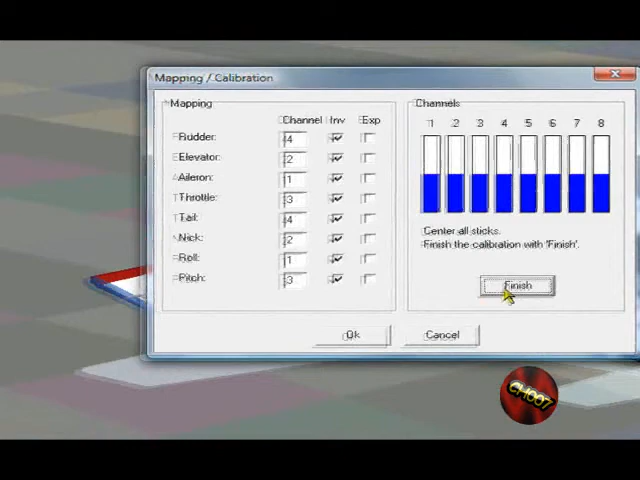 Mapping / Calibration
Mapping
Channel Inv Exp
Rudder: 4
Elevator: 2
Aileron: 1
Throttle: 3
Tail: 4
Nick: 2
Roll: 1
Pitch: 3
Channels
1 2 3 4 5 6 7 8
Center all sticks.
Finish the calibration with 'Finish'.
Finish
Ok Cancel
CH007